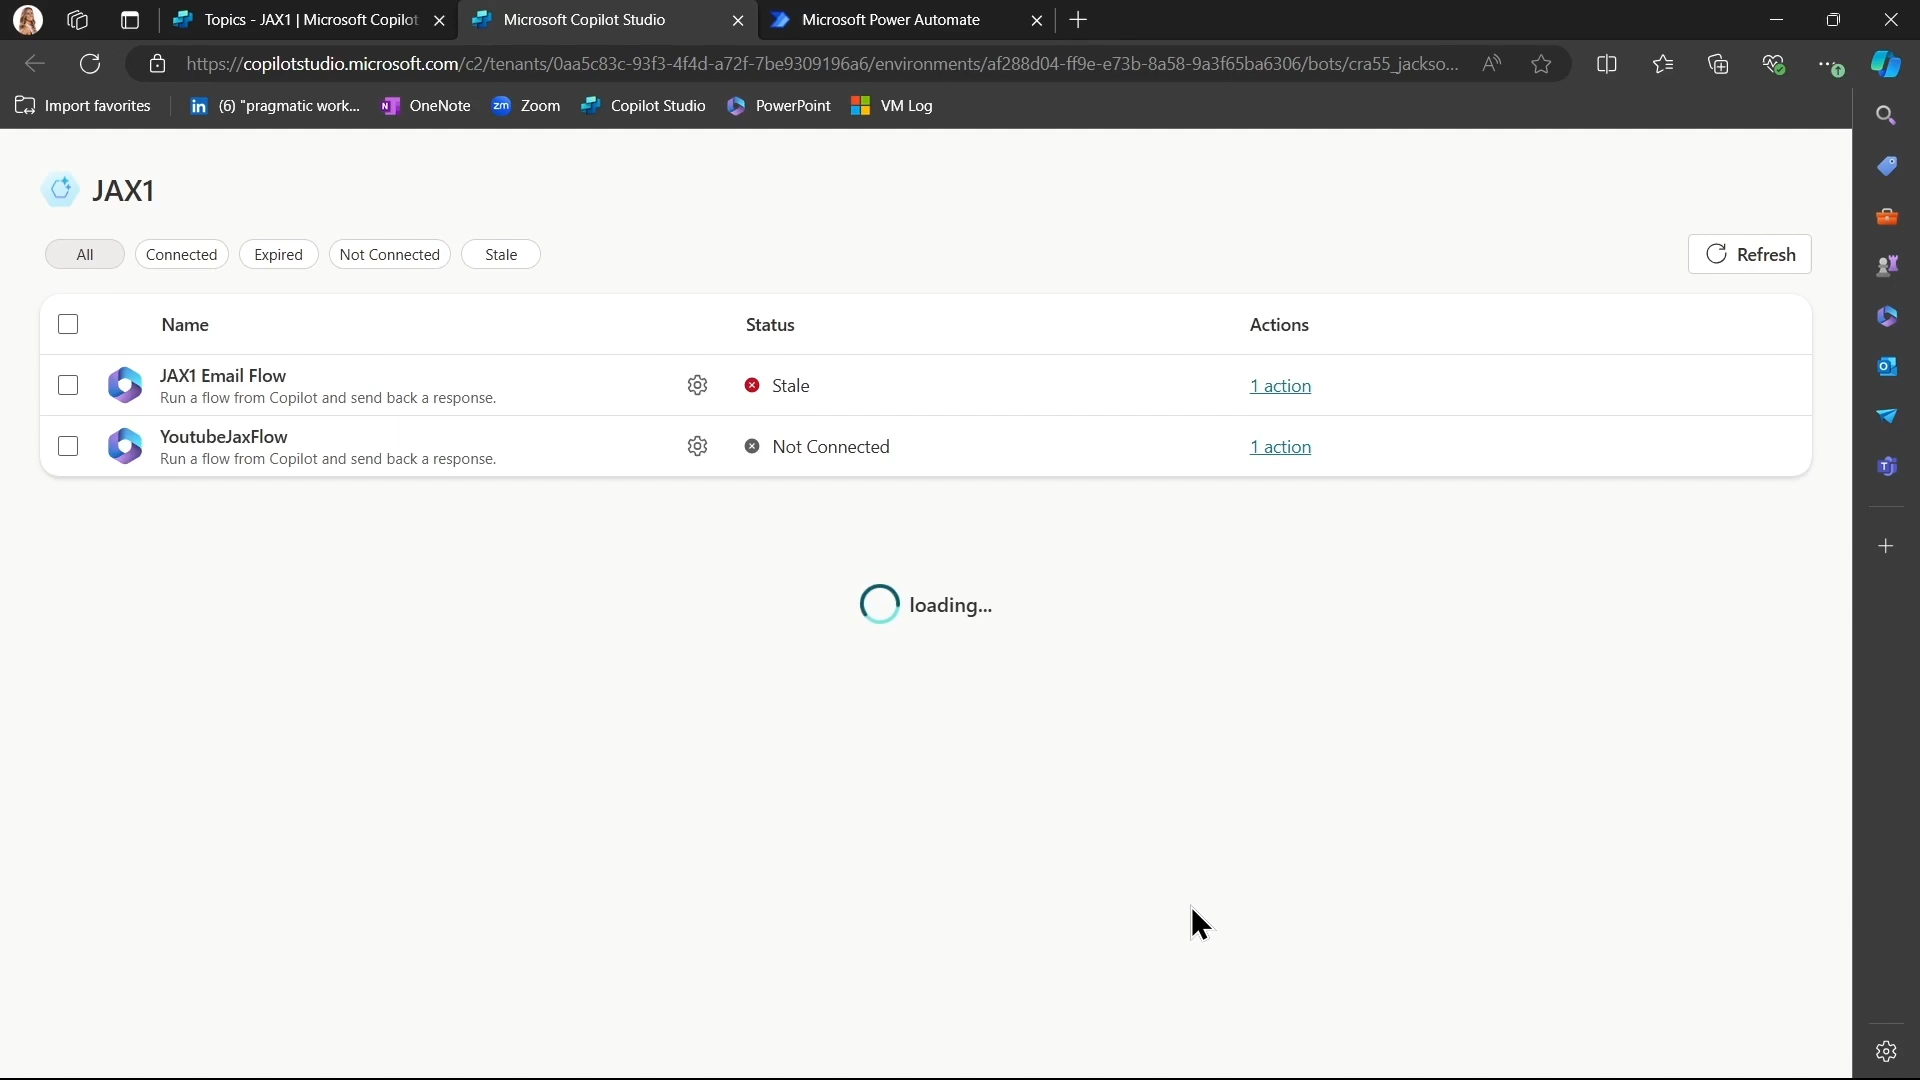 Topics - JAX1 | Microsoft Copilot
Microsoft Copilot Studio
Microsoft Power Automate
https://copilotstudio.microsoft.com/c2/tenants/0aa5c83c-93f3-4f4d-a72f-7be9309196a6/environments/af288d04-ff9e-e73b-8a58-9a3f65ba6306/bots/cra55_jackso...
Import favorites
(6) "pragmatic work...
OneNote
Zoom
Copilot Studio
PowerPoint
VM Log
JAX1
All
Connected
Expired
Not Connected
Stale
Refresh
Name
Status
Actions
JAX1 Email Flow
Run a flow from Copilot and send back a response.
Stale
1 action
YoutubeJaxFlow
Run a flow from Copilot and send back a response.
Not Connected
1 action
loading...